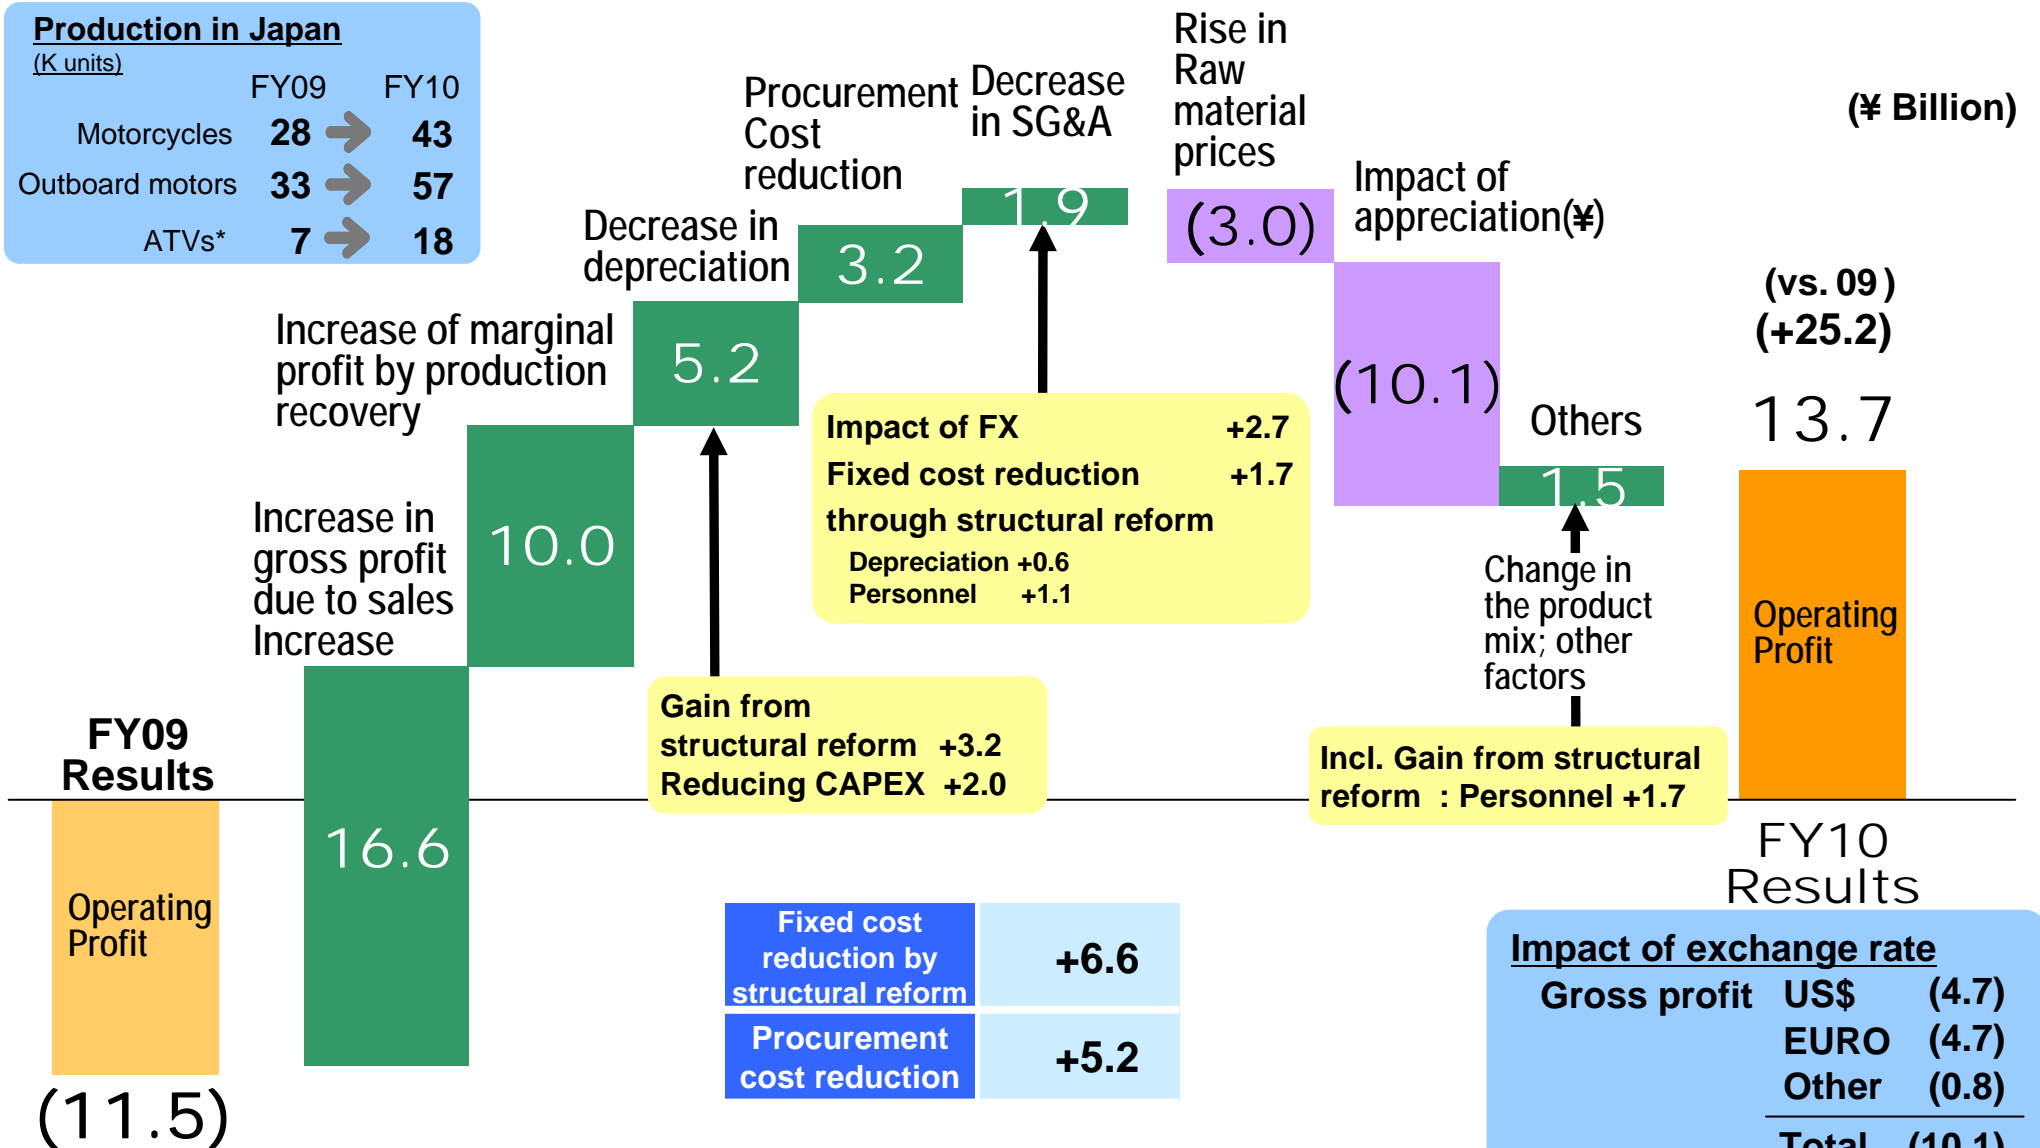 Production in Japan
(K units)
FY09 FY10
Motorcycles 28 43
Outboard motors 33 57
ATVs* 7 18
(¥ Billion)
FY09
Results
Operating
Profit
(11.5)
Increase in
gross profit
due to sales
Increase
16.6
Increase of marginal
profit by production
recovery
10.0
Decrease in
depreciation
5.2
Gain from
structural reform +3.2
Reducing CAPEX +2.0
Procurement
Cost
reduction
3.2
Decrease
in SG&A
1.9
Impact of FX +2.7
Fixed cost reduction +1.7
through structural reform
Depreciation +0.6
Personnel +1.1
Rise in
Raw
material
prices
(3.0)
Impact of
appreciation(¥)
(10.1)
Others
1.5
Change in
the product
mix; other
factors
Incl. Gain from structural
reform : Personnel +1.7
(vs. 09)
(+25.2)
13.7
Operating
Profit
FY10
Results
Fixed cost
reduction by
structural reform
+6.6
Procurement
cost reduction
+5.2
Impact of exchange rate
Gross profit US$ (4.7)
EURO (4.7)
Other (0.8)
Total (10.1)